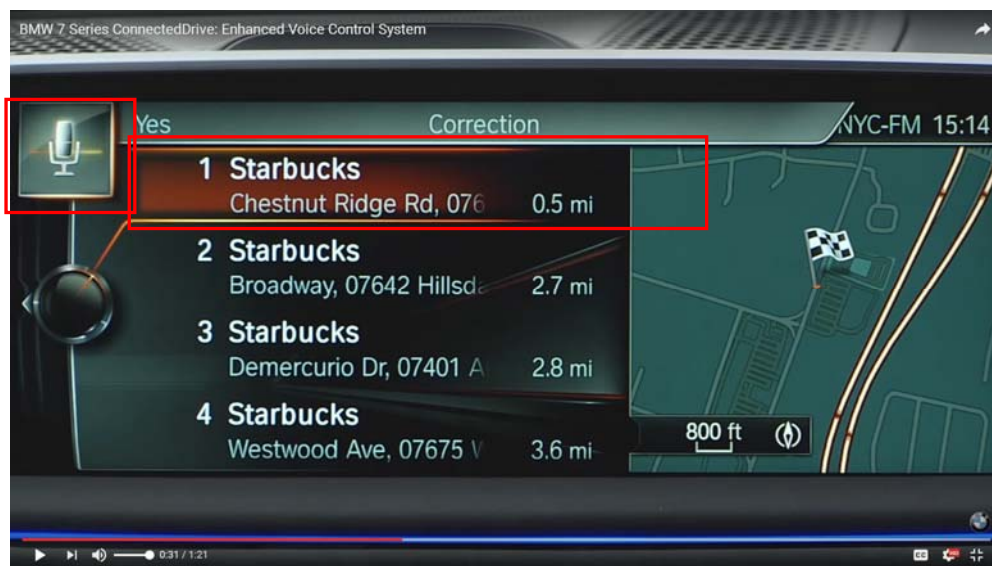 BMW 7 Series ConnectedDrive: Enhanced Voice Control System
Yes Correction NYC-FM 15:14
1 Starbucks
Chestnut Ridge Rd, 076 0.5 mi
2 Starbucks
Broadway, 07642 Hillsda 2.7 mi
3 Starbucks
Demercurio Dr, 07401 A 2.8 mi
4 Starbucks
Westwood Ave, 07675 W 3.6 mi
800 ft
0:31 / 1:21
CC